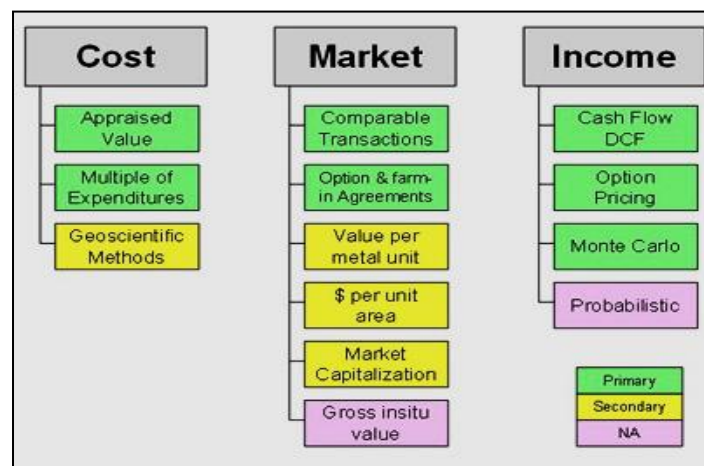 Cost
Appraised
Value
Multiple of
Expenditures
Geoscientific
Methods
Market
Comparable
Transactions
Option & farm-
in Agreements
Value per
metal unit
$ per unit
area
Market
Capitalization
Gross insitu
value
Income
Cash Flow
DCF
Option
Pricing
Monte Carlo
Probabilistic
Primary
Secondary
NA